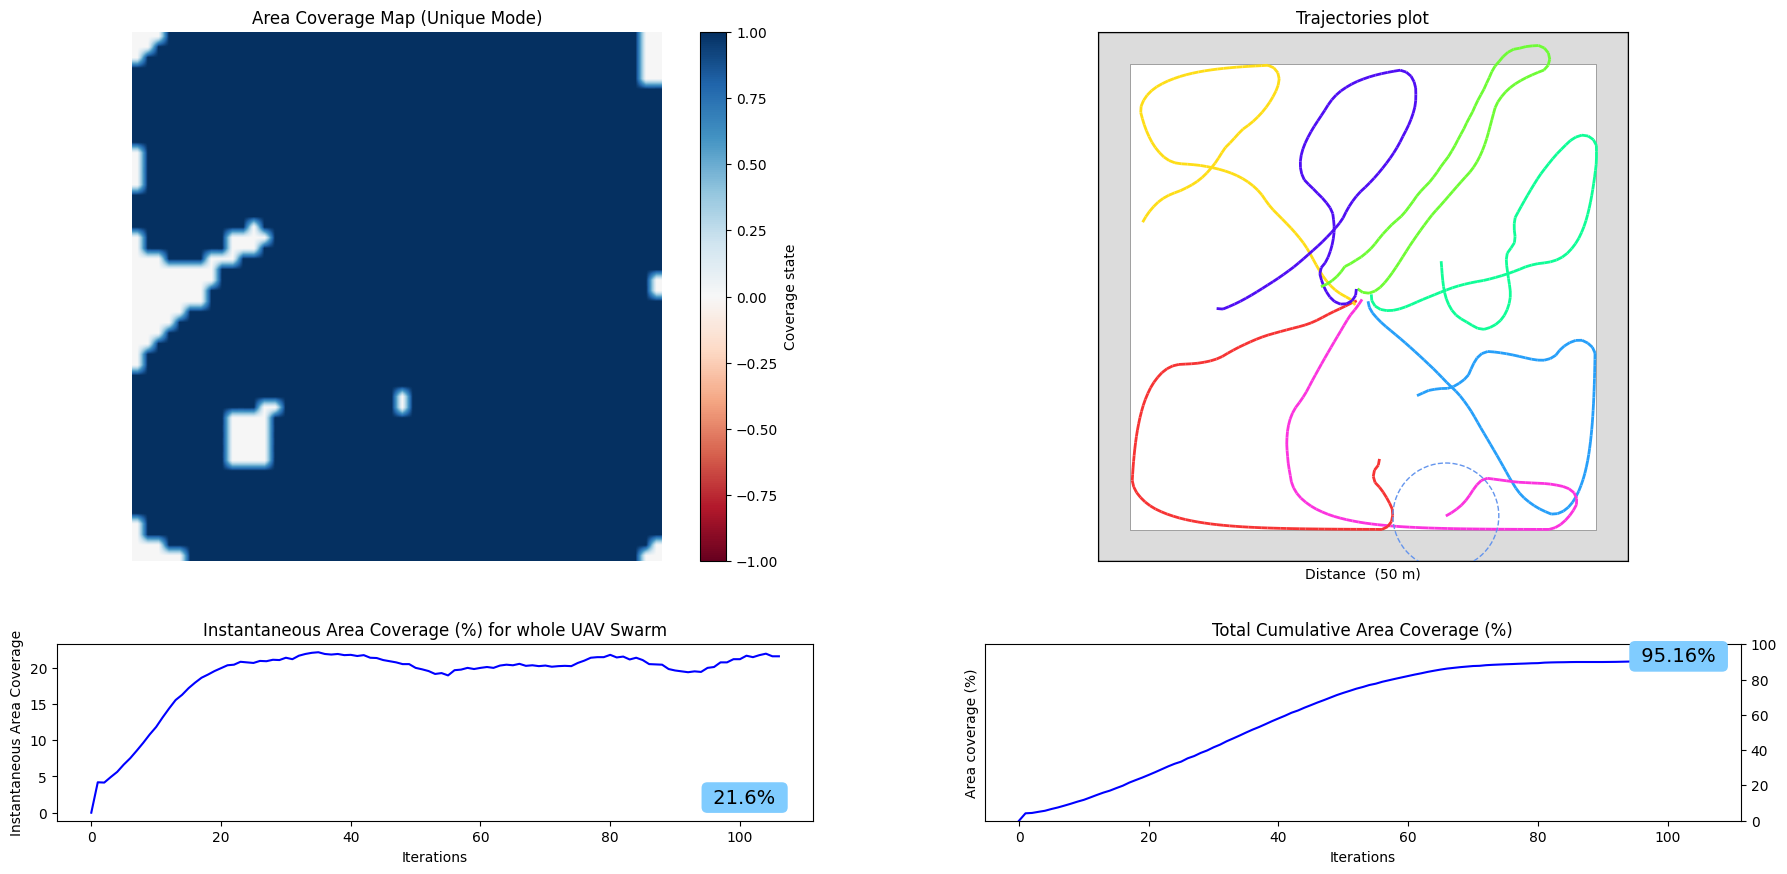 Area Coverage Map (Unique Mode)
1.00
0.75
0.50
0.25
0.00
−0.25
−0.50
−0.75
−1.00
Coverage state
Trajectories plot
Distance  (50 m)
Instantaneous Area Coverage (%) for whole UAV Swarm
Instantaneous Area Coverage
20
15
10
5
0
21.6%
0 20 40 60 80 100
Iterations
Total Cumulative Area Coverage (%)
Area coverage (%)
95.16%
100
80
60
40
20
0
0 20 40 60 80 100
Iterations